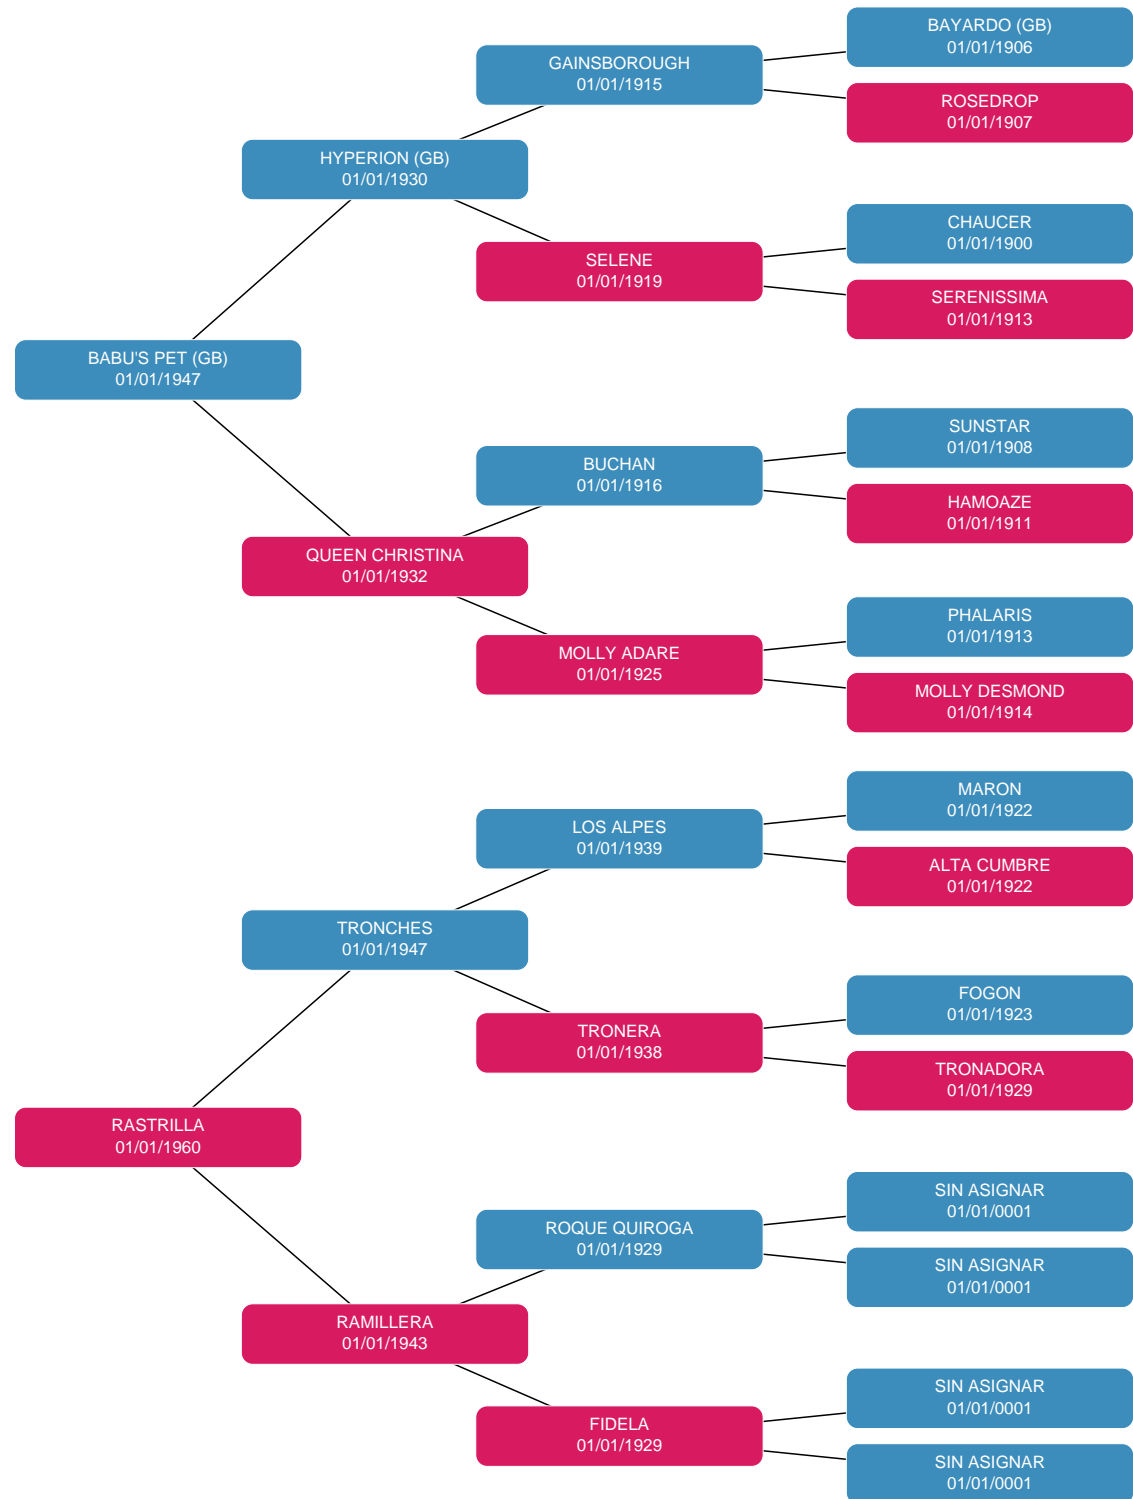 BAYARDO (GB)
01/01/1906
GAINSBOROUGH
01/01/1915
ROSEDROP
01/01/1907
HYPERION (GB)
01/01/1930
CHAUCER
01/01/1900
SELENE
01/01/1919
SERENISSIMA
01/01/1913
BABU'S PET (GB)
01/01/1947
SUNSTAR
01/01/1908
BUCHAN
01/01/1916
HAMOAZE
01/01/1911
QUEEN CHRISTINA
01/01/1932
PHALARIS
01/01/1913
MOLLY ADARE
01/01/1925
MOLLY DESMOND
01/01/1914
MARON
01/01/1922
LOS ALPES
01/01/1939
ALTA CUMBRE
01/01/1922
TRONCHES
01/01/1947
FOGON
01/01/1923
TRONERA
01/01/1938
TRONADORA
01/01/1929
RASTRILLA
01/01/1960
SIN ASIGNAR
01/01/0001
ROQUE QUIROGA
01/01/1929
SIN ASIGNAR
01/01/0001
RAMILLERA
01/01/1943
SIN ASIGNAR
01/01/0001
FIDELA
01/01/1929
SIN ASIGNAR
01/01/0001